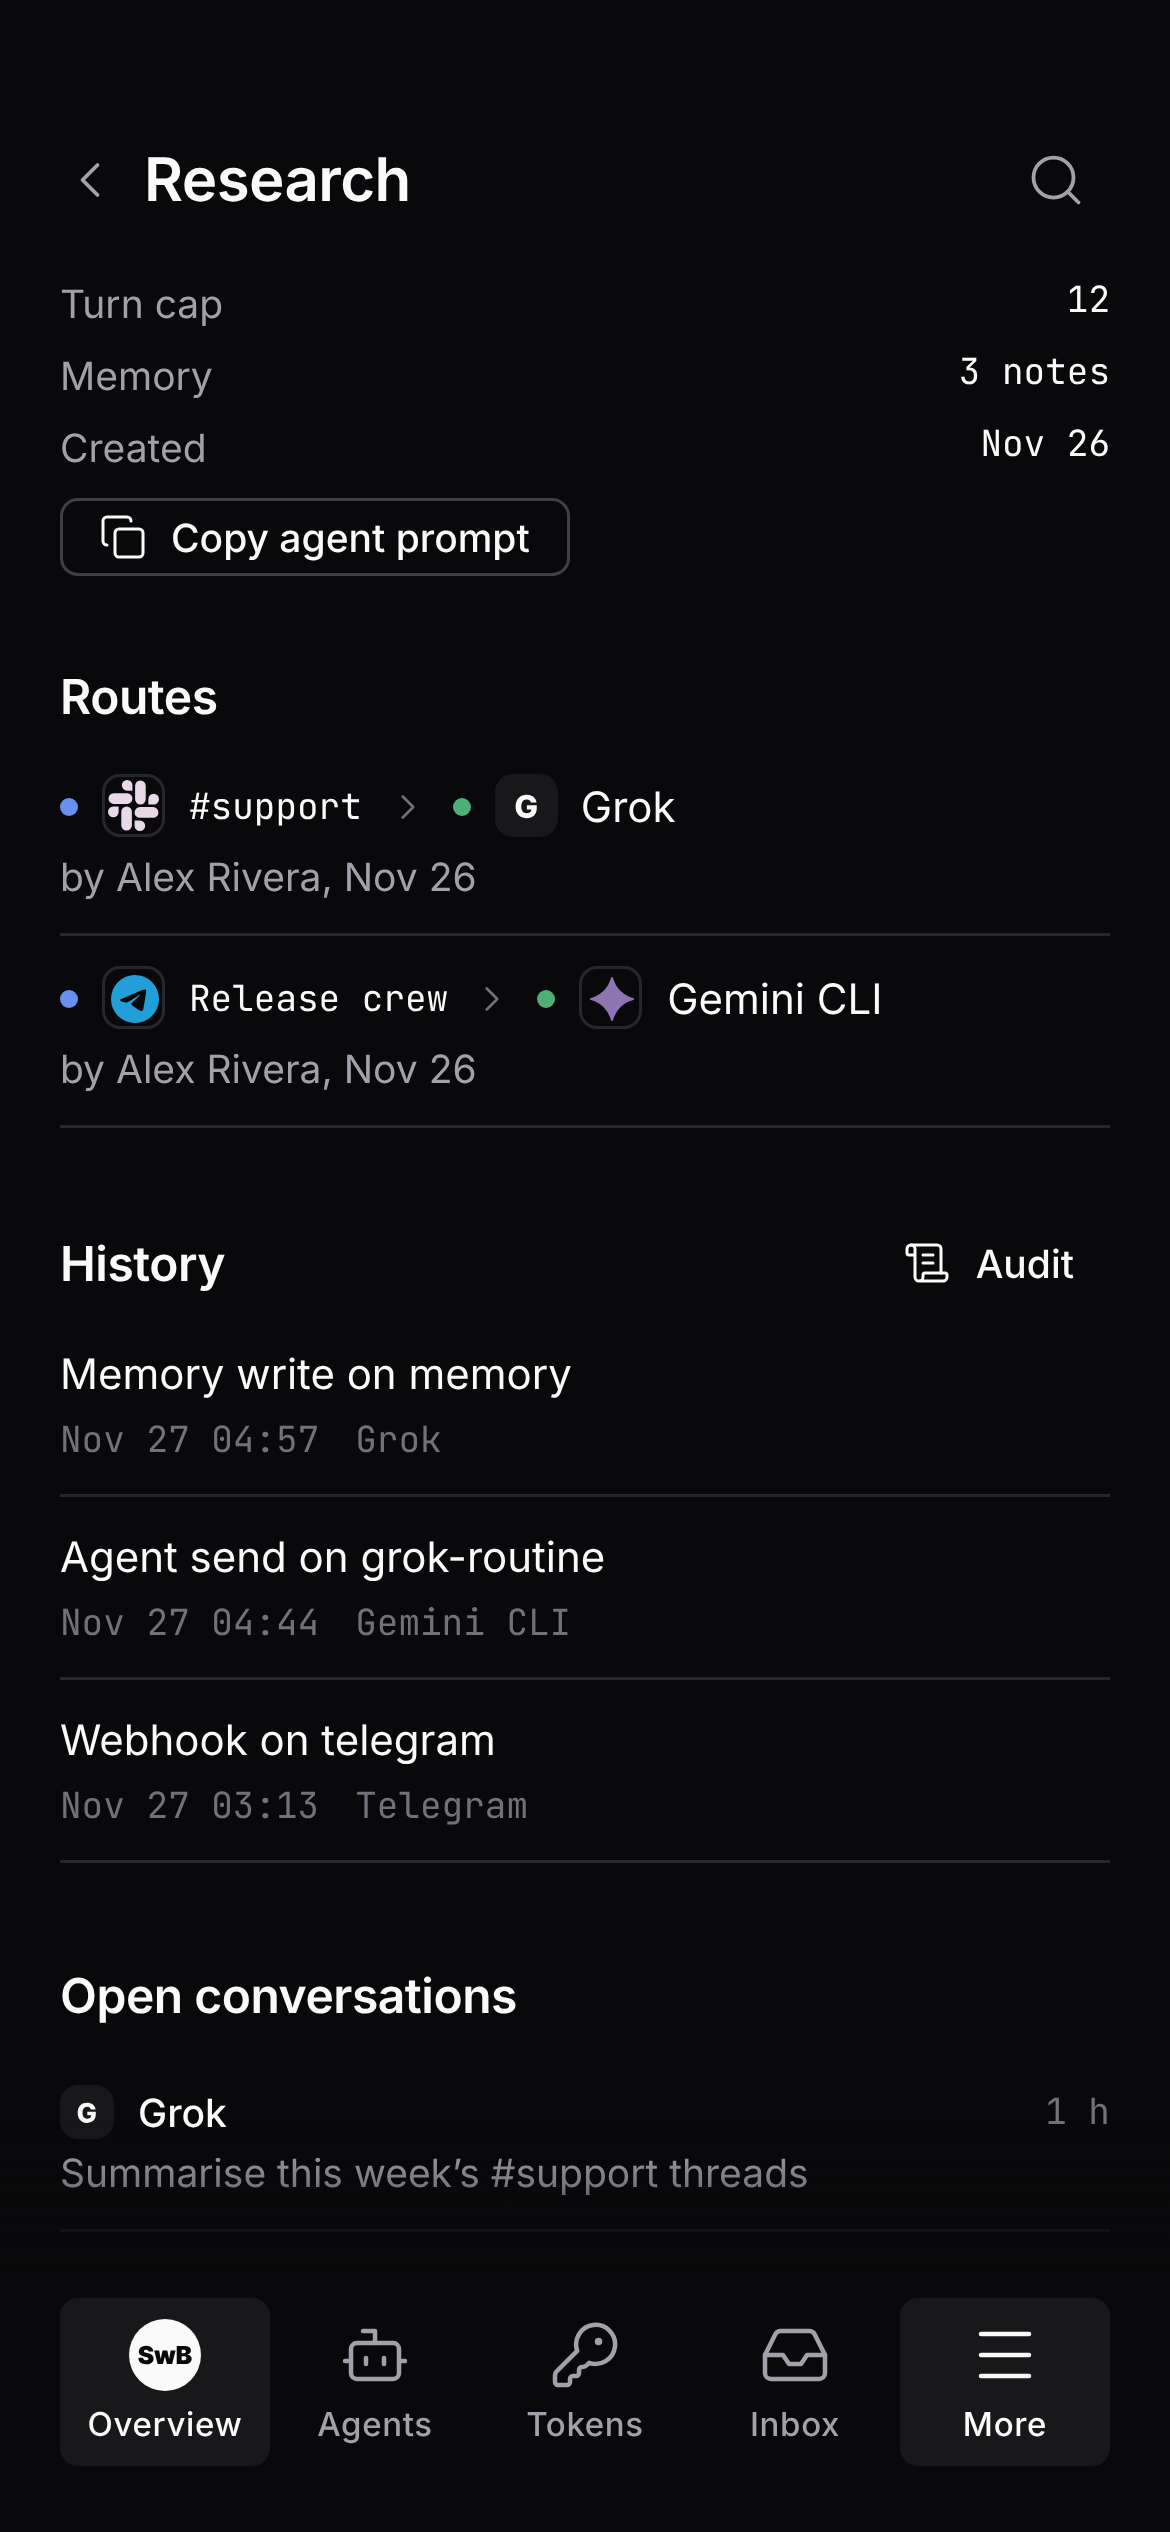 Research
Turn cap 12
Memory 3 notes
Created Nov 26
Copy agent prompt
Routes
#support > G Grok
by Alex Rivera, Nov 26
Release crew > Gemini CLI
by Alex Rivera, Nov 26
History Audit
Memory write on memory
Nov 27 04:57 Grok
Agent send on grok-routine
Nov 27 04:44 Gemini CLI
Webhook on telegram
Nov 27 03:13 Telegram
Open conversations
G Grok 1 h
Summarise this week’s #support threads
SwB
Overview Agents Tokens Inbox More